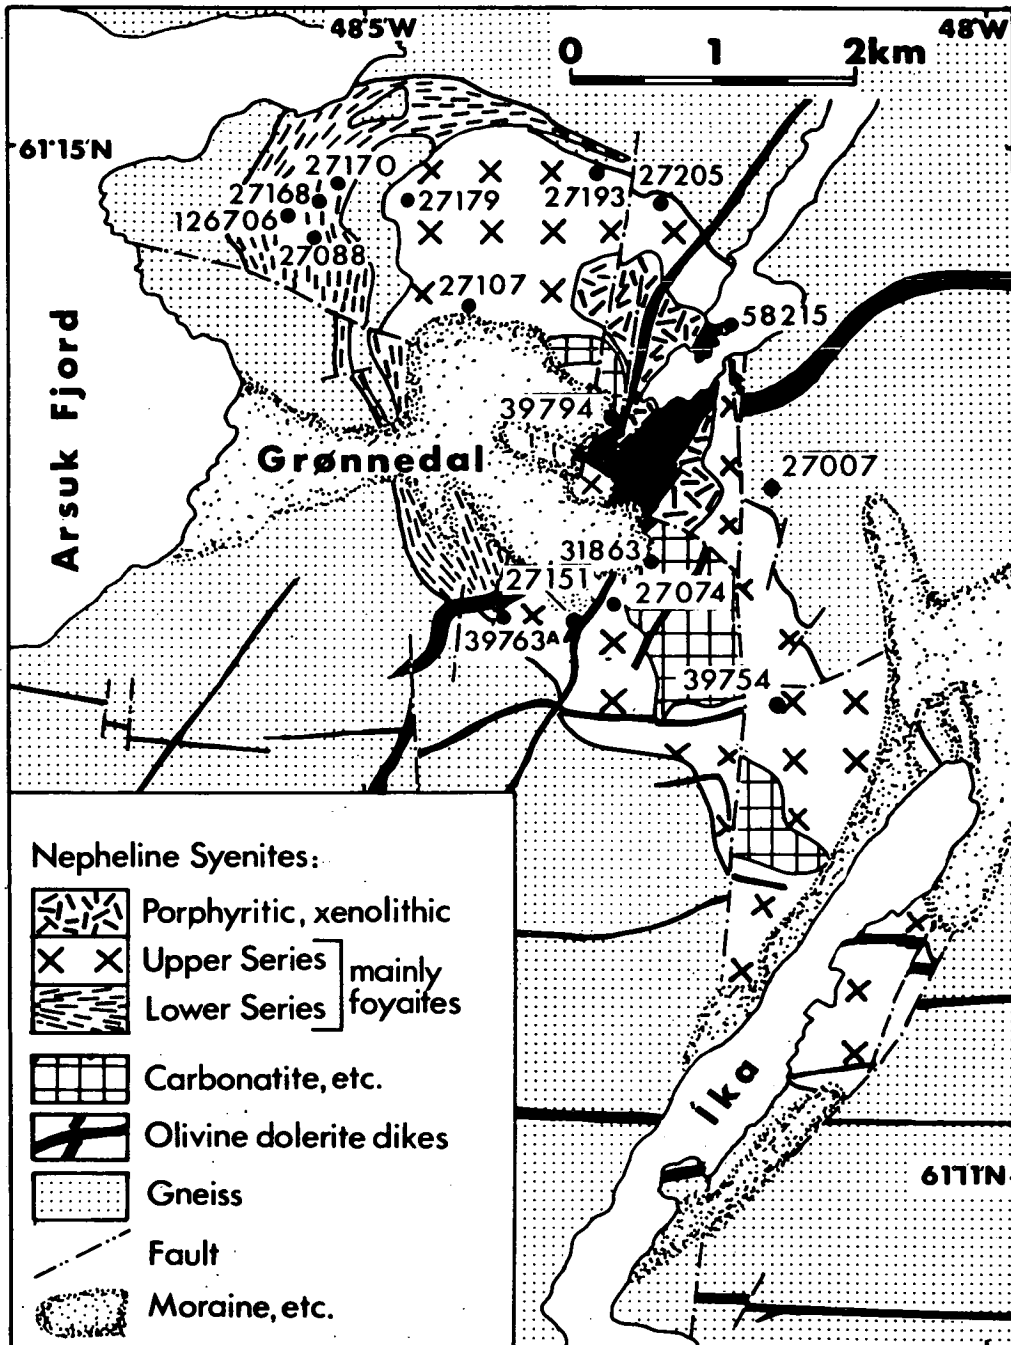 48°5'W
48°W
0 1 2km
61°15'N
27170
27168
126706
27088
27179
27193
27205
27107
58215
Arsuk Fjord
39794
Grønnedal
27007
31863
27151
27074
39763A
39754
Nepheline Syenites:
Porphyritic, xenolithic
Upper Series
Lower Series
mainly
foyaites
Carbonatite, etc.
Olivine dolerite dikes
Gneiss
Fault
Moraine, etc.
Íka
61°11'N